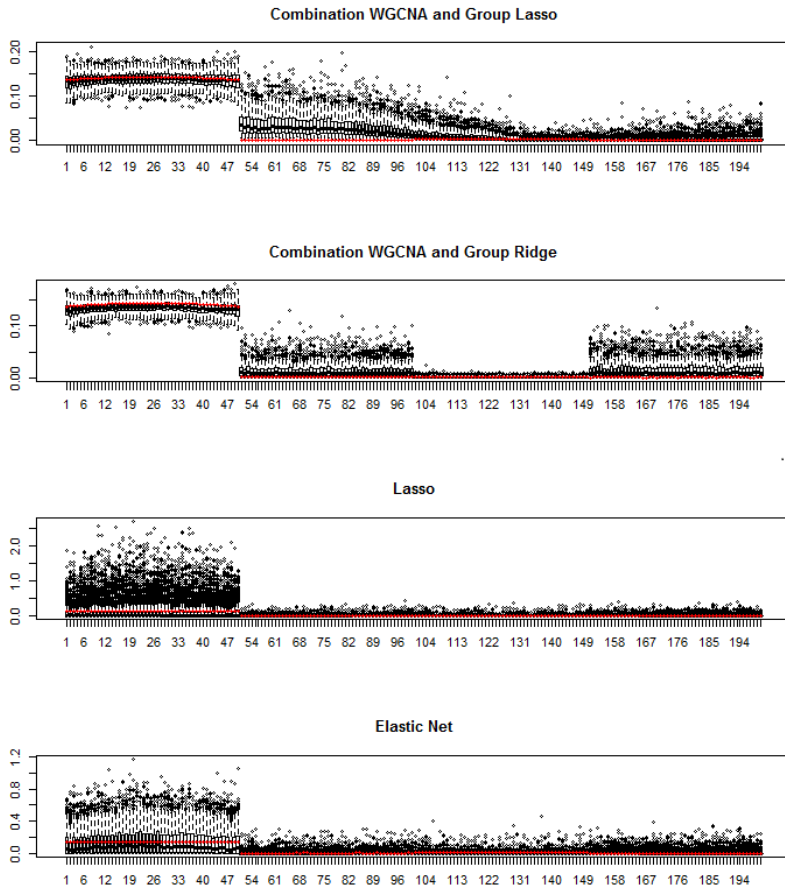 Combination WGCNA and Group Lasso
0.20
0.10
0.00
1 6 12 19 26 33 40 47 54 61 68 75 82 89 96 104 113 122 131 140 149 158 167 176 185 194
Combination WGCNA and Group Ridge
0.10
0.00
1 6 12 19 26 33 40 47 54 61 68 75 82 89 96 104 113 122 131 140 149 158 167 176 185 194
Lasso
2.0
1.0
0.0
1 6 12 19 26 33 40 47 54 61 68 75 82 89 96 104 113 122 131 140 149 158 167 176 185 194
Elastic Net
1.2
0.8
0.4
0.0
1 6 12 19 26 33 40 47 54 61 68 75 82 89 96 104 113 122 131 140 149 158 167 176 185 194